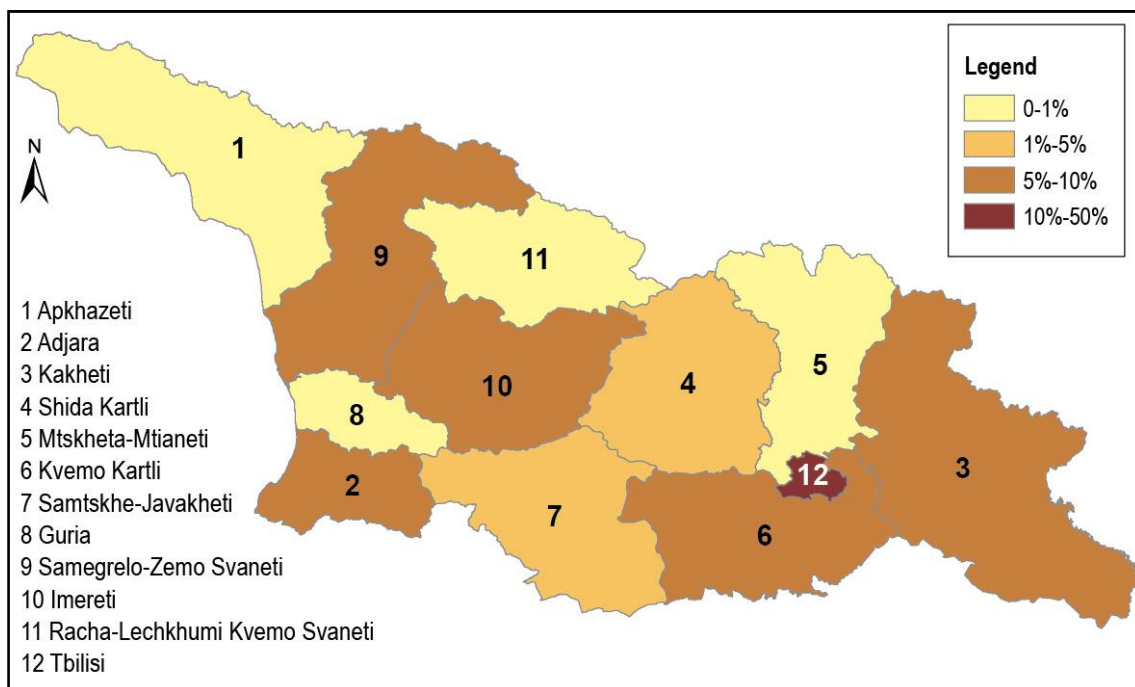 Legend
0-1%
1%-5%
5%-10%
10%-50%
N
1
9
11
5
4
10
8
12
3
2
7
6
1 Apkhazeti
2 Adjara
3 Kakheti
4 Shida Kartli
5 Mtskheta-Mtianeti
6 Kvemo Kartli
7 Samtskhe-Javakheti
8 Guria
9 Samegrelo-Zemo Svaneti
10 Imereti
11 Racha-Lechkhumi Kvemo Svaneti
12 Tbilisi